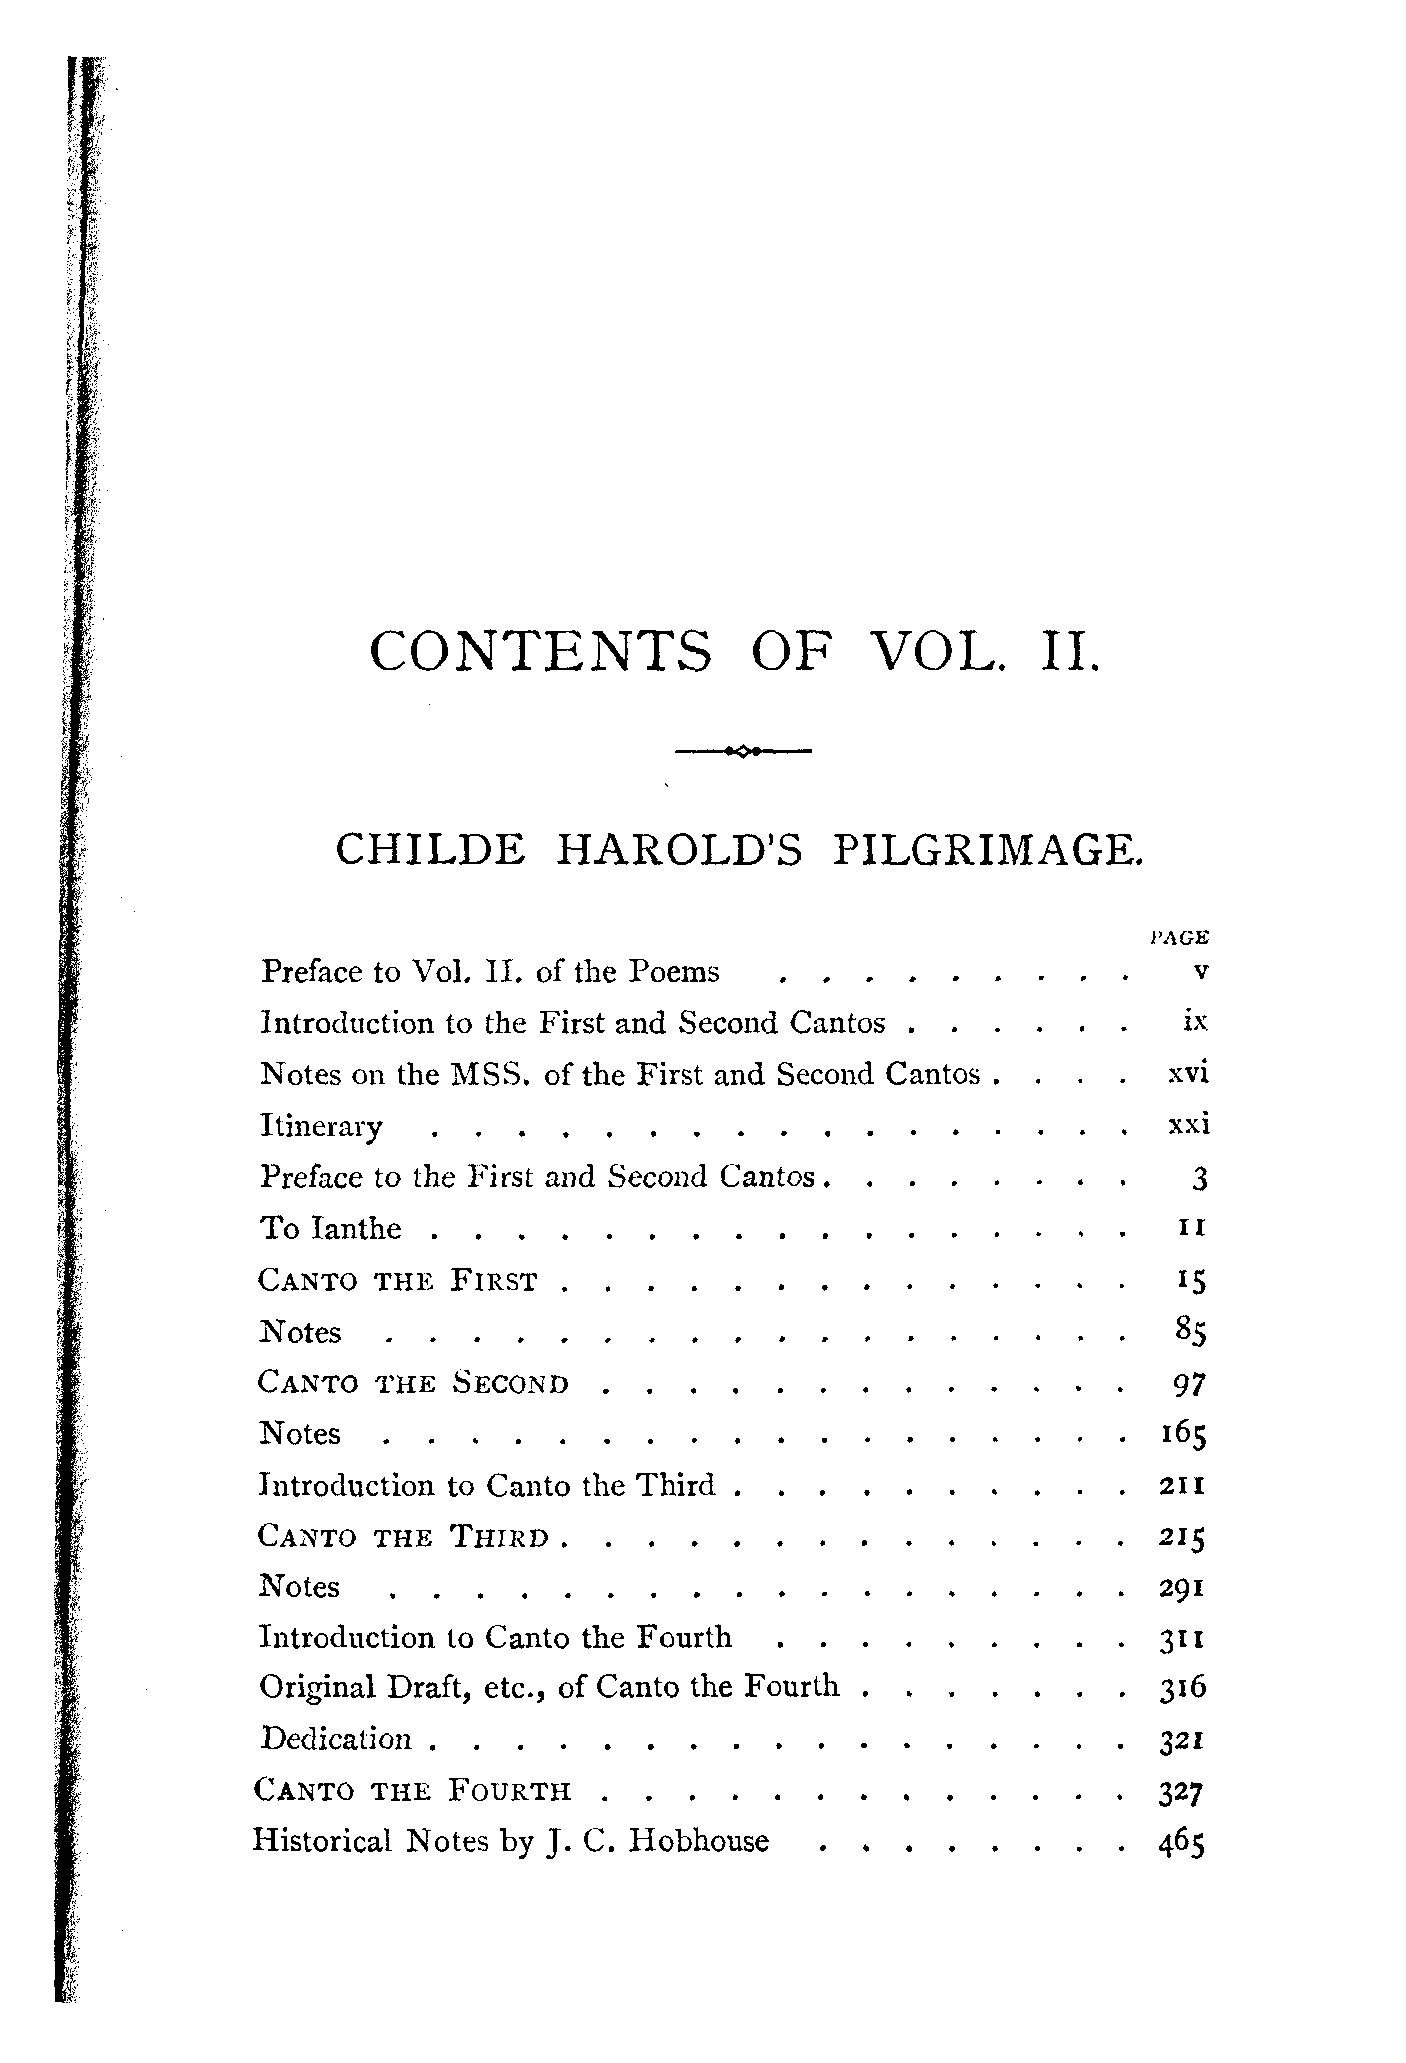 CONTENTS OF VOL. II.
CHILDE HAROLD'S PILGRIMAGE.
PAGE
Preface to Vol. II. of the Poems . . . . . . . . . v
Introduction to the First and Second Cantos . . . . . . ix
Notes on the MSS. of the First and Second Cantos . . . . xvi
Itinerary . . . . . . . . . . . . . . . . . xxi
Preface to the First and Second Cantos . . . . . . . . 3
To Ianthe . . . . . . . . . . . . . . . . . 11
CANTO THE FIRST . . . . . . . . . . . . . . 15
Notes . . . . . . . . . . . . . . . . . . 85
CANTO THE SECOND . . . . . . . . . . . . . 97
Notes . . . . . . . . . . . . . . . . . . 165
Introduction to Canto the Third . . . . . . . . . . 211
CANTO THE THIRD . . . . . . . . . . . . . . 215
Notes . . . . . . . . . . . . . . . . . . 291
Introduction to Canto the Fourth . . . . . . . . . 311
Original Draft, etc., of Canto the Fourth . . . . . . . 316
Dedication . . . . . . . . . . . . . . . . . 321
CANTO THE FOURTH . . . . . . . . . . . . . 327
Historical Notes by J. C. Hobhouse . . . . . . . . 465